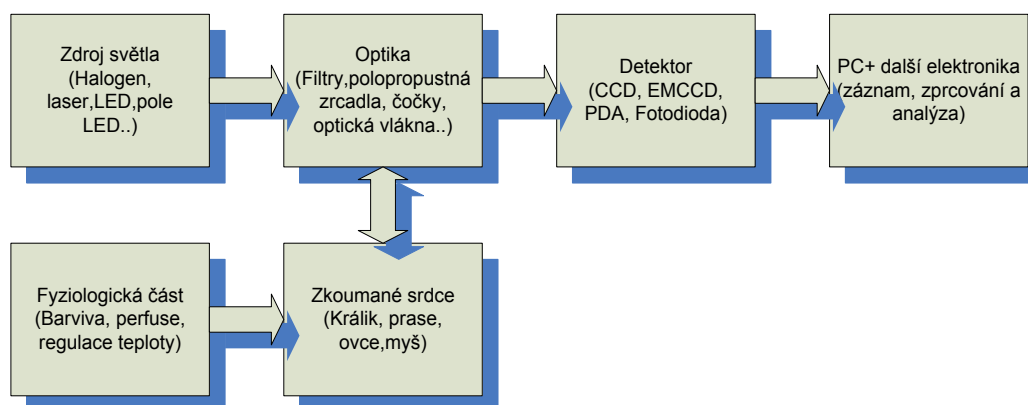 Zdroj světla
(Halogen,
laser,LED,pole
LED..)
Optika
(Filtry,polopropustná
zrcadla, čočky,
optická vlákna..)
Detektor
(CCD, EMCCD,
PDA, Fotodioda)
PC+ další elektronika
(záznam, zprcování a
analýza)
Fyziologická část
(Barviva, perfuse,
regulace teploty)
Zkoumané srdce
(Králik, prase,
ovce,myš)